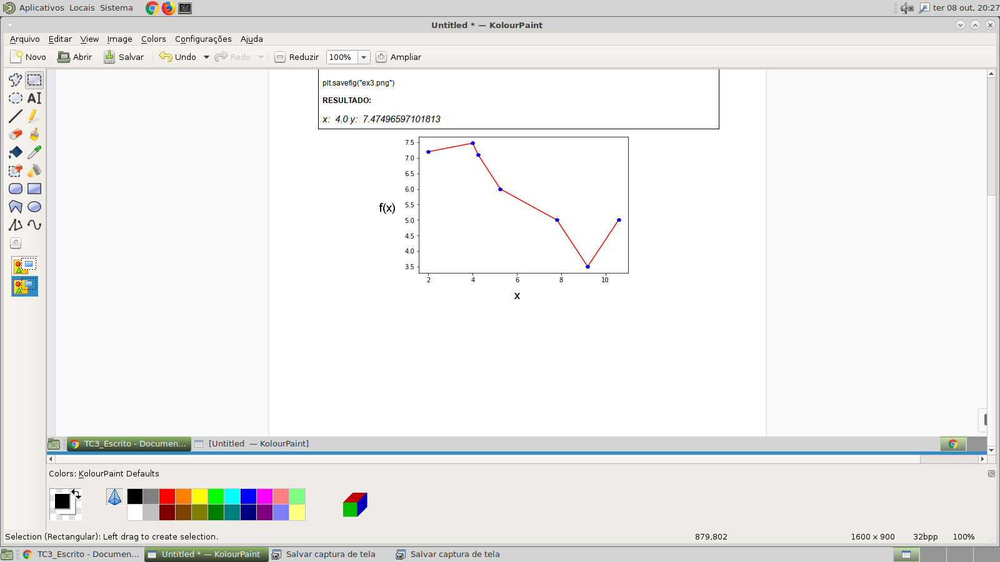 Aplicativos Locais Sistema
ter 08 out, 20:27
Untitled * — KolourPaint
Arquivo Editar View Image Colors Configurações Ajuda
Novo Abrir Salvar Undo Redo Reduzir 100% Ampliar
plt.savefig("ex3.png")
RESULTADO:
x: 4.0 y: 7.47496597101813
7.5
7.0
6.5
6.0
5.5
5.0
4.5
4.0
3.5
f(x)
2 4 6 8 10
x
TC3_Escrito - Documen... [Untitled — KolourPaint]
Colors: KolourPaint Defaults
Selection (Rectangular): Left drag to create selection.
879,802 1600 x 900 32bpp 100%
TC3_Escrito - Documen... Untitled * — KolourPaint Salvar captura de tela Salvar captura de tela